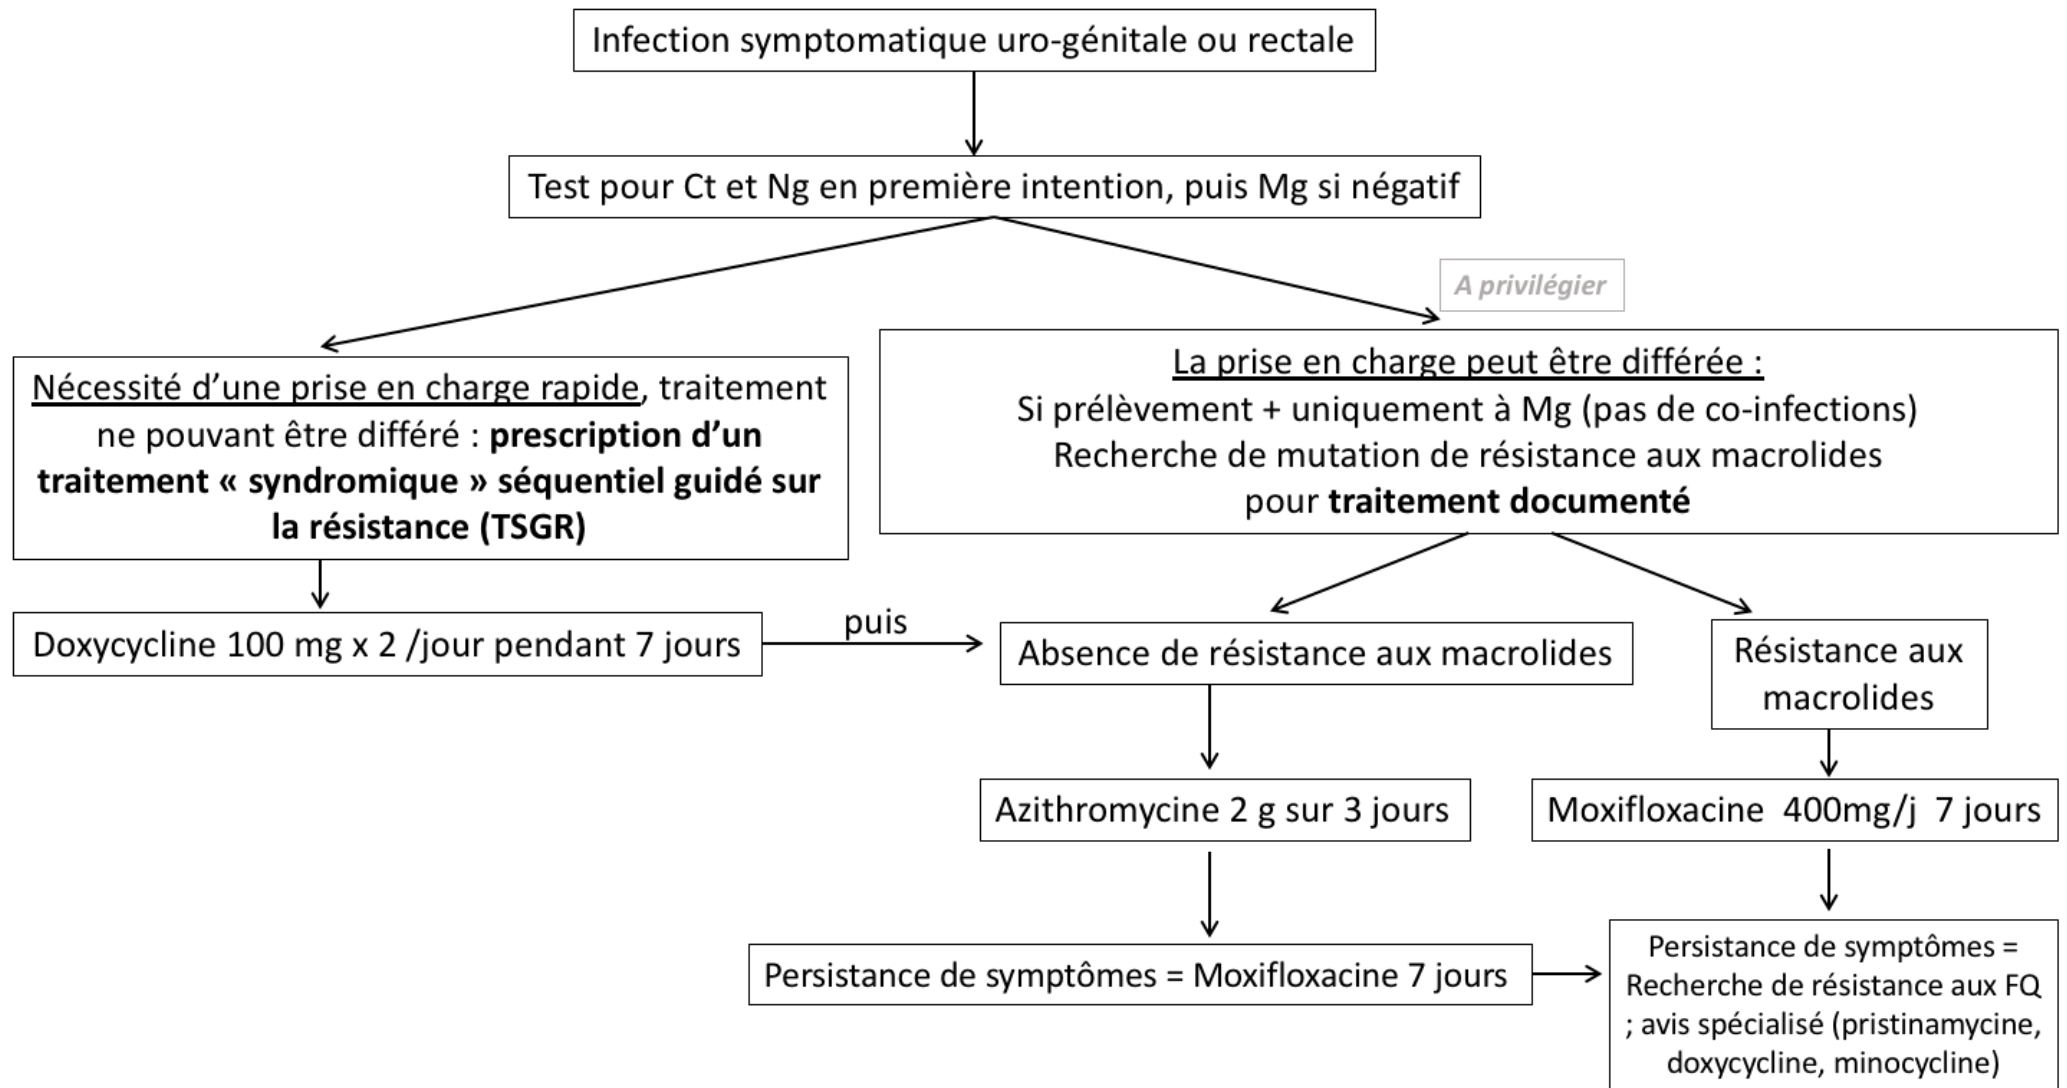 Infection symptomatique uro-génitale ou rectale
Test pour Ct et Ng en première intention, puis Mg si négatif
A privilégier
Nécessité d’une prise en charge rapide, traitement
ne pouvant être différé : prescription d’un
traitement « syndromique » séquentiel guidé sur
la résistance (TSGR)
La prise en charge peut être différée :
Si prélèvement + uniquement à Mg (pas de co-infections)
Recherche de mutation de résistance aux macrolides
pour traitement documenté
Doxycycline 100 mg x 2 /jour pendant 7 jours
puis
Absence de résistance aux macrolides
Résistance aux
macrolides
Azithromycine 2 g sur 3 jours
Moxifloxacine  400mg/j  7 jours
Persistance de symptômes = Moxifloxacine 7 jours
Persistance de symptômes =
Recherche de résistance aux FQ
; avis spécialisé (pristinamycine,
doxycycline, minocycline)